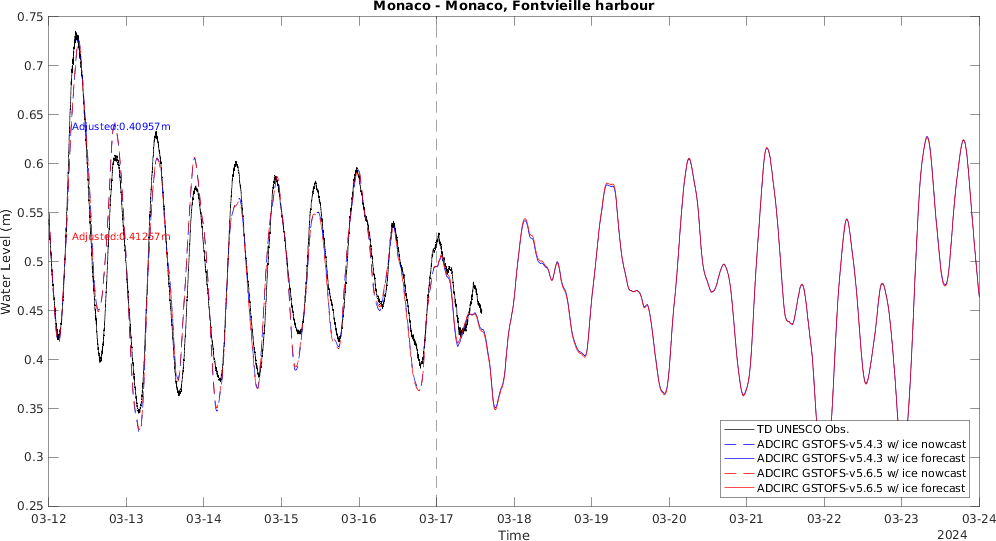 Monaco - Monaco, Fontvieille harbour
0.75
0.7
0.65
0.6
0.55
0.5
0.45
0.4
0.35
0.3
0.25
Water Level (m)
Adjusted:0.40957m
Adjusted:0.41267m
TD UNESCO Obs.
ADCIRC GSTOFS-v5.4.3 w/ ice nowcast
ADCIRC GSTOFS-v5.4.3 w/ ice forecast
ADCIRC GSTOFS-v5.6.5 w/ ice nowcast
ADCIRC GSTOFS-v5.6.5 w/ ice forecast
03-12 03-13 03-14 03-15 03-16 03-17 03-18 03-19 03-20 03-21 03-22 03-23 03-24
Time
2024